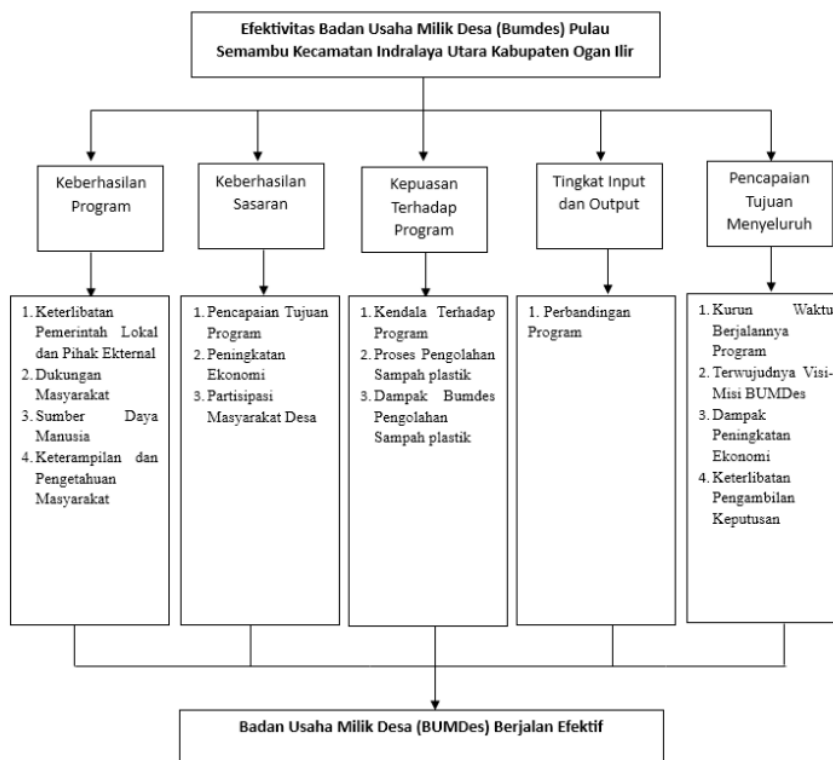 Efektivitas Badan Usaha Milik Desa (Bumdes) Pulau
Semambu Kecamatan Indralaya Utara Kabupaten Ogan Ilir
Keberhasilan
Program
Keberhasilan
Sasaran
Kepuasan
Terhadap
Program
Tingkat Input
dan Output
Pencapaian
Tujuan
Menyeluruh
1. Keterlibatan
Pemerintah Lokal
dan Pihak Ekternal
2. Dukungan
Masyarakat
3. Sumber Daya
Manusia
4. Keterampilan dan
Pengetahuan
Masyarakat
1. Pencapaian Tujuan
Program
2. Peningkatan
Ekonomi
3. Partisipasi
Masyarakat Desa
1. Kendala Terhadap
Program
2. Proses Pengolahan
Sampah plastik
3. Dampak Bumdes
Pengolahan
Sampah plastik
1. Perbandingan
Program
1. Kurun Waktu
Berjalannya
Program
2. Terwujudnya Visi-
Misi BUMDes
3. Dampak
Peningkatan
Ekonomi
4. Keterlibatan
Pengambilan
Keputusan
Badan Usaha Milik Desa (BUMDes) Berjalan Efektif